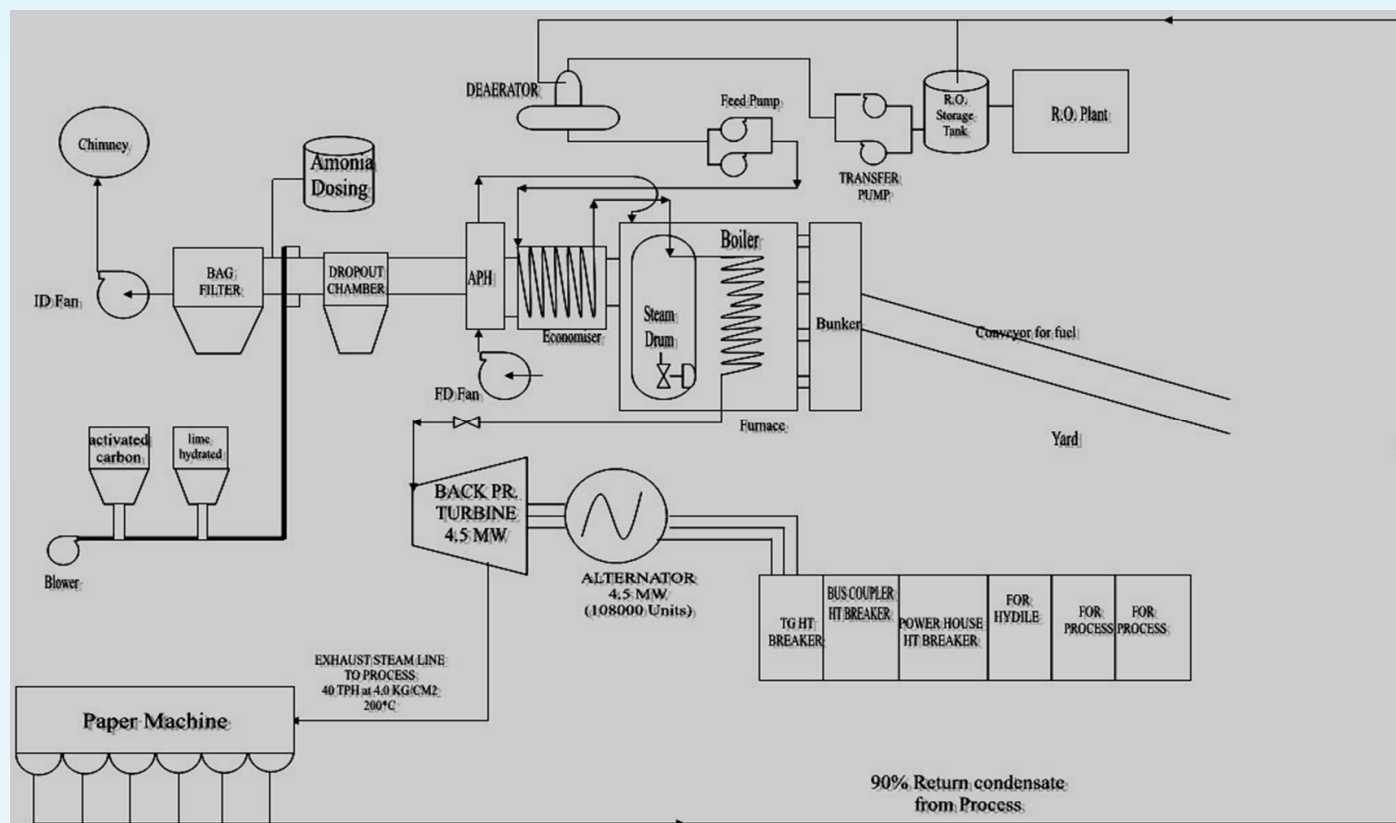 DEAERATOR
Feed Pump
R.O.
Storage
Tank
R.O. Plant
TRANSFER
PUMP
Chimney
Amonia
Dosing
BAG
FILTER
DROPOUT
CHAMBER
APH
Economiser
ID Fan
FD Fan
Boiler
Steam
Drum
Furnace
Bunker
Conveyor for fuel
Yard
activated
carbon
lime
hydrated
Blower
BACK PR.
TURBINE
4.5 MW
ALTERNATOR
4.5 MW
(108000 Units)
TG HT
BREAKER
BUS COUPLER
HT BREAKER
POWER HOUSE
HT BREAKER
FOR
HYDILE
FOR
PROCESS
FOR
PROCESS
EXHAUST STEAM LINE
TO PROCESS
40 TPH at 4.0 KG/CM2
200*C
Paper Machine
90% Return condensate
from Process